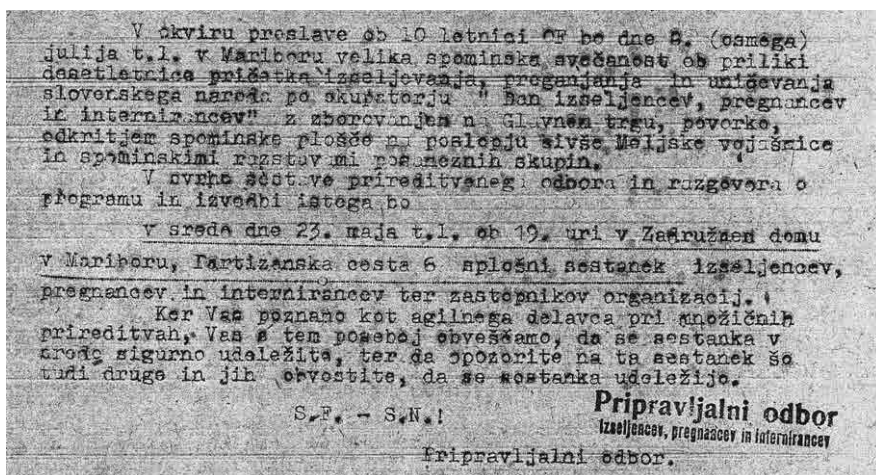 V okviru proslave ob 10 letnici OF bo dne 8. (osmega)
julija t.l. v Mariboru velika spominska svečanost ob priliki
desetletnice pričetka izseljevanja, preganjanja in uničevanja
slovenskega naroda po okupatorju " Dan izseljencev, pregnancev
in internirancev" z zborovanjem na Glavnem trgu, povorko,
odkritjem spominske plošče na poslopju bivše Meljske vojašnice
in spominskimi razstavami posameznih skupin.
V svrho sestave prireditvenega odbora in razgovora o
programu in izvedbi istega bo
v sredo dne 23. maja t.l. ob 19. uri v Zadružnem domu
v Mariboru, Partizanska cesta 6 splošni sestanek izseljencev,
pregnancev in internirancev ter zastopnikov organizacij.
Ker Vas poznamo kot agilnega delavca pri množičnih
prireditvah, Vas s tem posebej obveščamo, da se sestanka v
sredo sigurno udeležite, ter da opozorite na ta sestanek še
tudi druge in jih obvestite, da se sestanka udeležijo.
S.F. - S.N.!
Pripravljalni odbor
izseljencev, pregnancev in internirancev
Pripravljalni odbor.